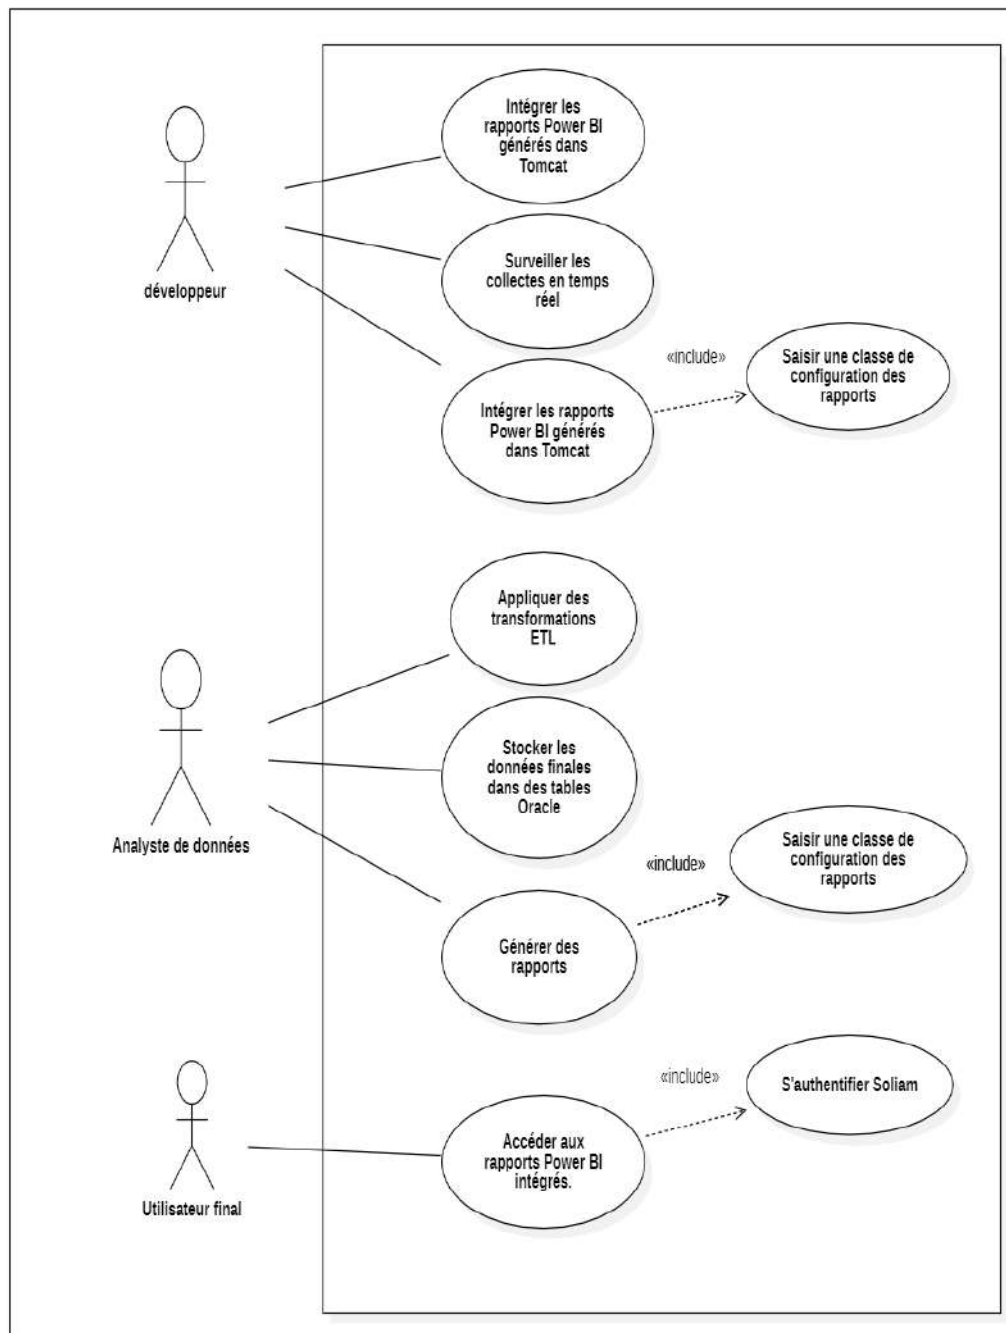 Intégrer les
rapports Power BI
générés dans
Tomcat
développeur
Surveiller les
collectes en temps
réel
«include»
Saisir une classe de
configuration des
rapports
Intégrer les rapports
Power BI générés
dans Tomcat
Appliquer des
transformations
ETL
Analyste de données
Stocker les
données finales
dans des tables
Oracle
«include»
Saisir une classe de
configuration des
rapports
Générer des
rapports
Utilisateur final
«include»
S'authentifier Soliam
Accéder aux
rapports Power BI
intégrés.